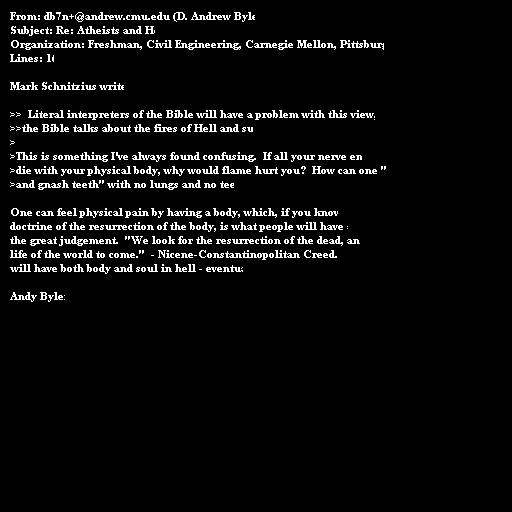 From: db7n+@andrew.cmu.edu (D. Andrew Byle
Subject: Re: Atheists and H
Organization: Freshman, Civil Engineering, Carnegie Mellon, Pittsburg
Lines: 16

Mark Schnitzius write

>>  Literal interpreters of the Bible will have a problem with this view,
>>the Bible talks about the fires of Hell and su
>
>This is something I've always found confusing.  If all your nerve en
>die with your physical body, why would flame hurt you?  How can one "
>and gnash teeth" with no lungs and no tee

One can feel physical pain by having a body, which, if you know
doctrine of the resurrection of the body, is what people will have
the great judgement.  "We look for the resurrection of the dead, an
life of the world to come."  - Nicene-Constantinopolitan Creed.
will have both body and soul in hell - eventua

Andy Byle